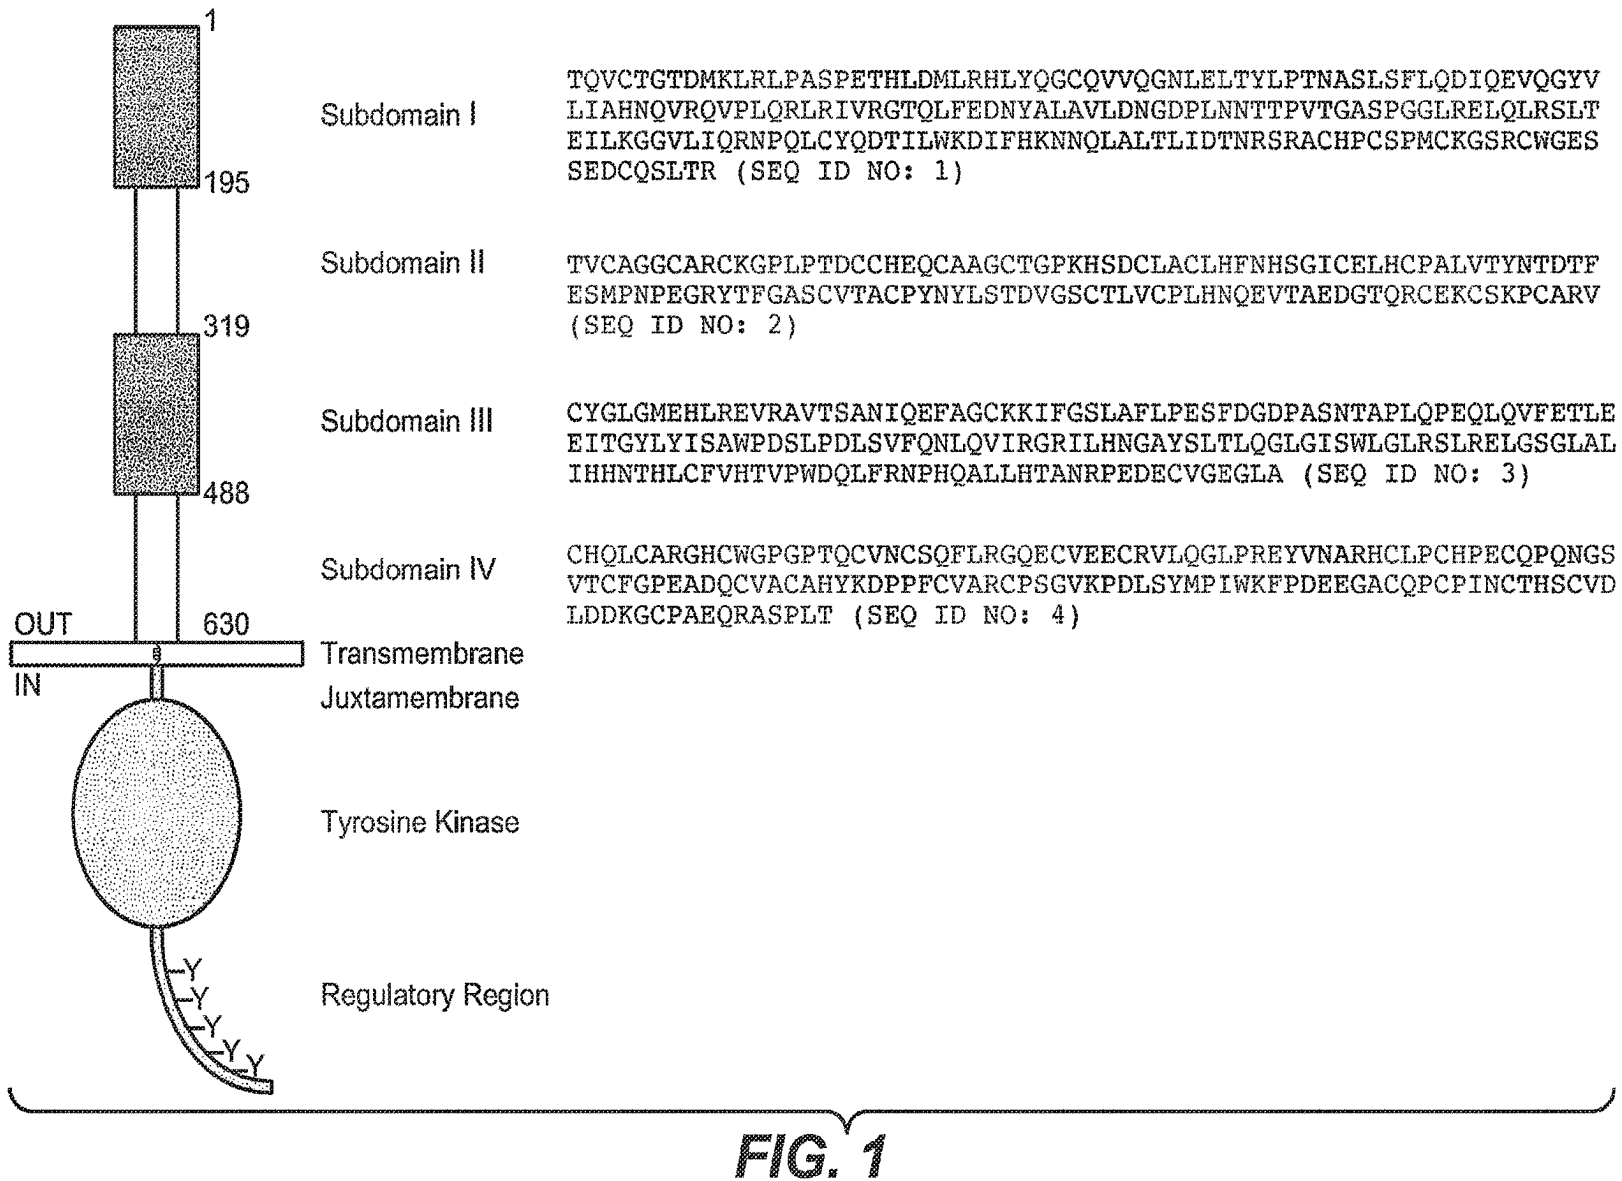 1
Subdomain I
TQVCTGTDMKLRLPASPETHLDMLRHLYQGCQVVQGNLELTYLPTNASLSFLQDIQEVQGYV
LIAHNQVRQVPLQRLRIVRGTQLFEDNYALAVLDNGDPLNNTTPVTGASPGGLRELQLRSLT
EILKGGVLIQRNPQLCYQDTILWKDIFHKNNQLALTLIDTNRSRACHPCSPMCKGSRCWGES
SEDCQSLTR (SEQ ID NO: 1)
195
Subdomain II
TVCAGGCARCKGPLPTDCCHEQCAAGCTGPKHSDCLACLHFNHSGICELHCPALVTYNTDTF
ESMPNPEGRYTFGASCVTACPYNYLSTDVGSCTLVCPLHNQEVTAEDGTQRCEKCSKPCARV
(SEQ ID NO: 2)
319
Subdomain III
CYGLGMEHLREVRAVTSANIQEFAGCKKIFGSLAFLPESFDGDPASNTAPLQPEQLQVFETLE
EITGYLYISAWPDSLPDLSVFQNLQVIRGRILHNGAYSLTLQGLGISWLGLRSLRELGSGLAL
IHHNTHLCFVHTVPWDQLFRNPHQALLHTANRPEDECVGEGLA (SEQ ID NO: 3)
488
Subdomain IV
CHQLCARGHCWGPGPTQCVNCSQFLRGQECVEECRVLQGLPREYVNARHCLPCHPECQPQNGS
VTCFGPEADQCVACAHYKDPPFCVARCPSGVKPDLSYMPIWKFPDEEGACQPCPINCTHSCVD
LDDKGCPAEQRASPLT (SEQ ID NO: 4)
OUT
630
Transmembrane
IN
Juxtamembrane
Tyrosine Kinase
Y
Y
Regulatory Region
Y
Y
Y
FIG. 1